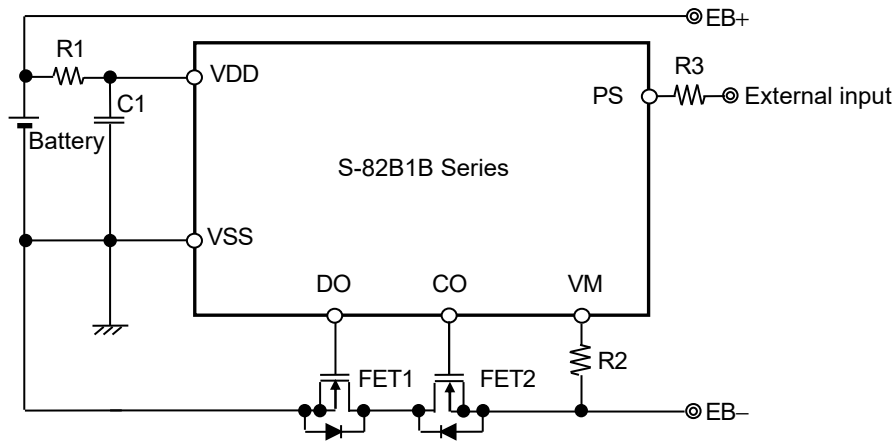 EB+
R1
VDD
C1
R3
PS
External input
Battery
S-82B1B Series
VSS
DO
CO
VM
R2
FET1
FET2
EB−